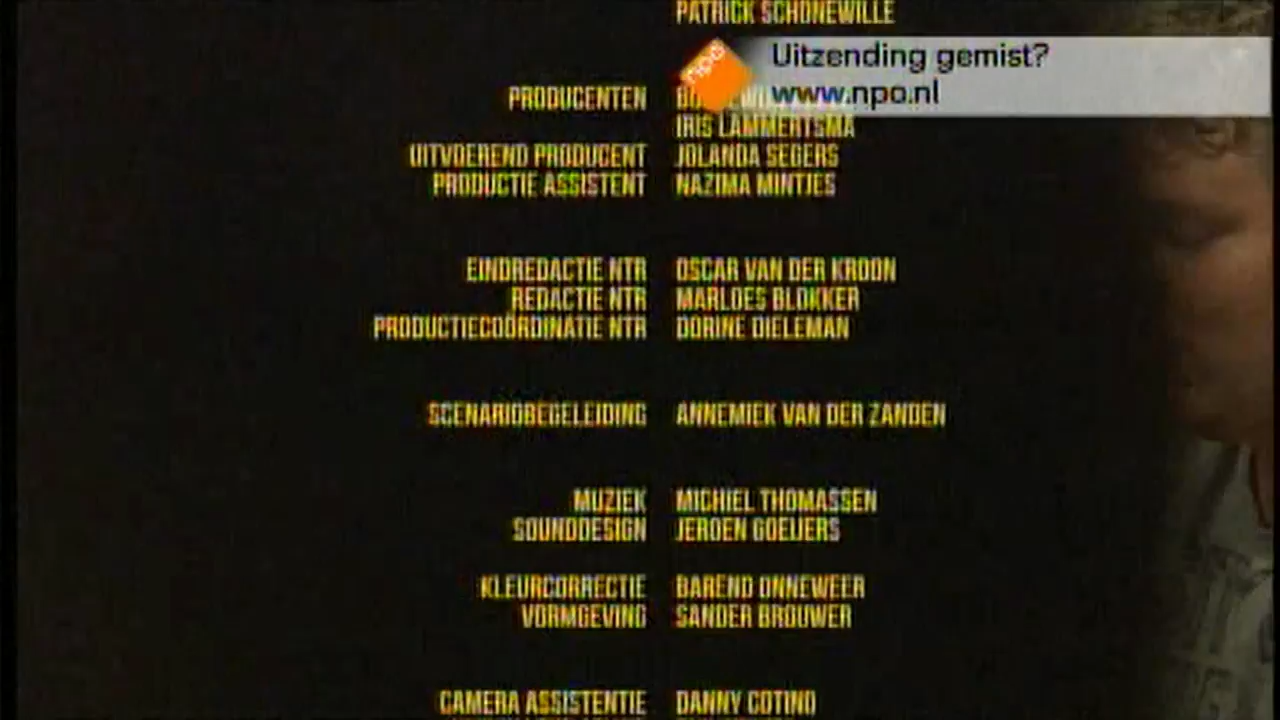 PATRICK SCHONEWILLE
npo
Uitzending gemist?
www.npo.nl
PRODUCENTEN
IRIS LAMMERTSMA
UITVOEREND PRODUCENT JOLANDA SEGERS
PRODUCTIE ASSISTENT NAZIMA MINTJES
EINDREDACTIE NTR OSCAR VAN DER KROON
REDACTIE NTR MARLOES BLOKKER
PRODUCTIECOÖRDINATIE NTR DORINE DIELEMAN
SCENARIOBEGELEIDING ANNEMIEK VAN DER ZANDEN
MUZIEK MICHIEL THOMASSEN
SOUNDDESIGN JEROEN GOEIJERS
KLEURCORRECTIE BAREND ONNEWEER
VORMGEVING SANDER BROUWER
CAMERA ASSISTENTIE DANNY COTINO